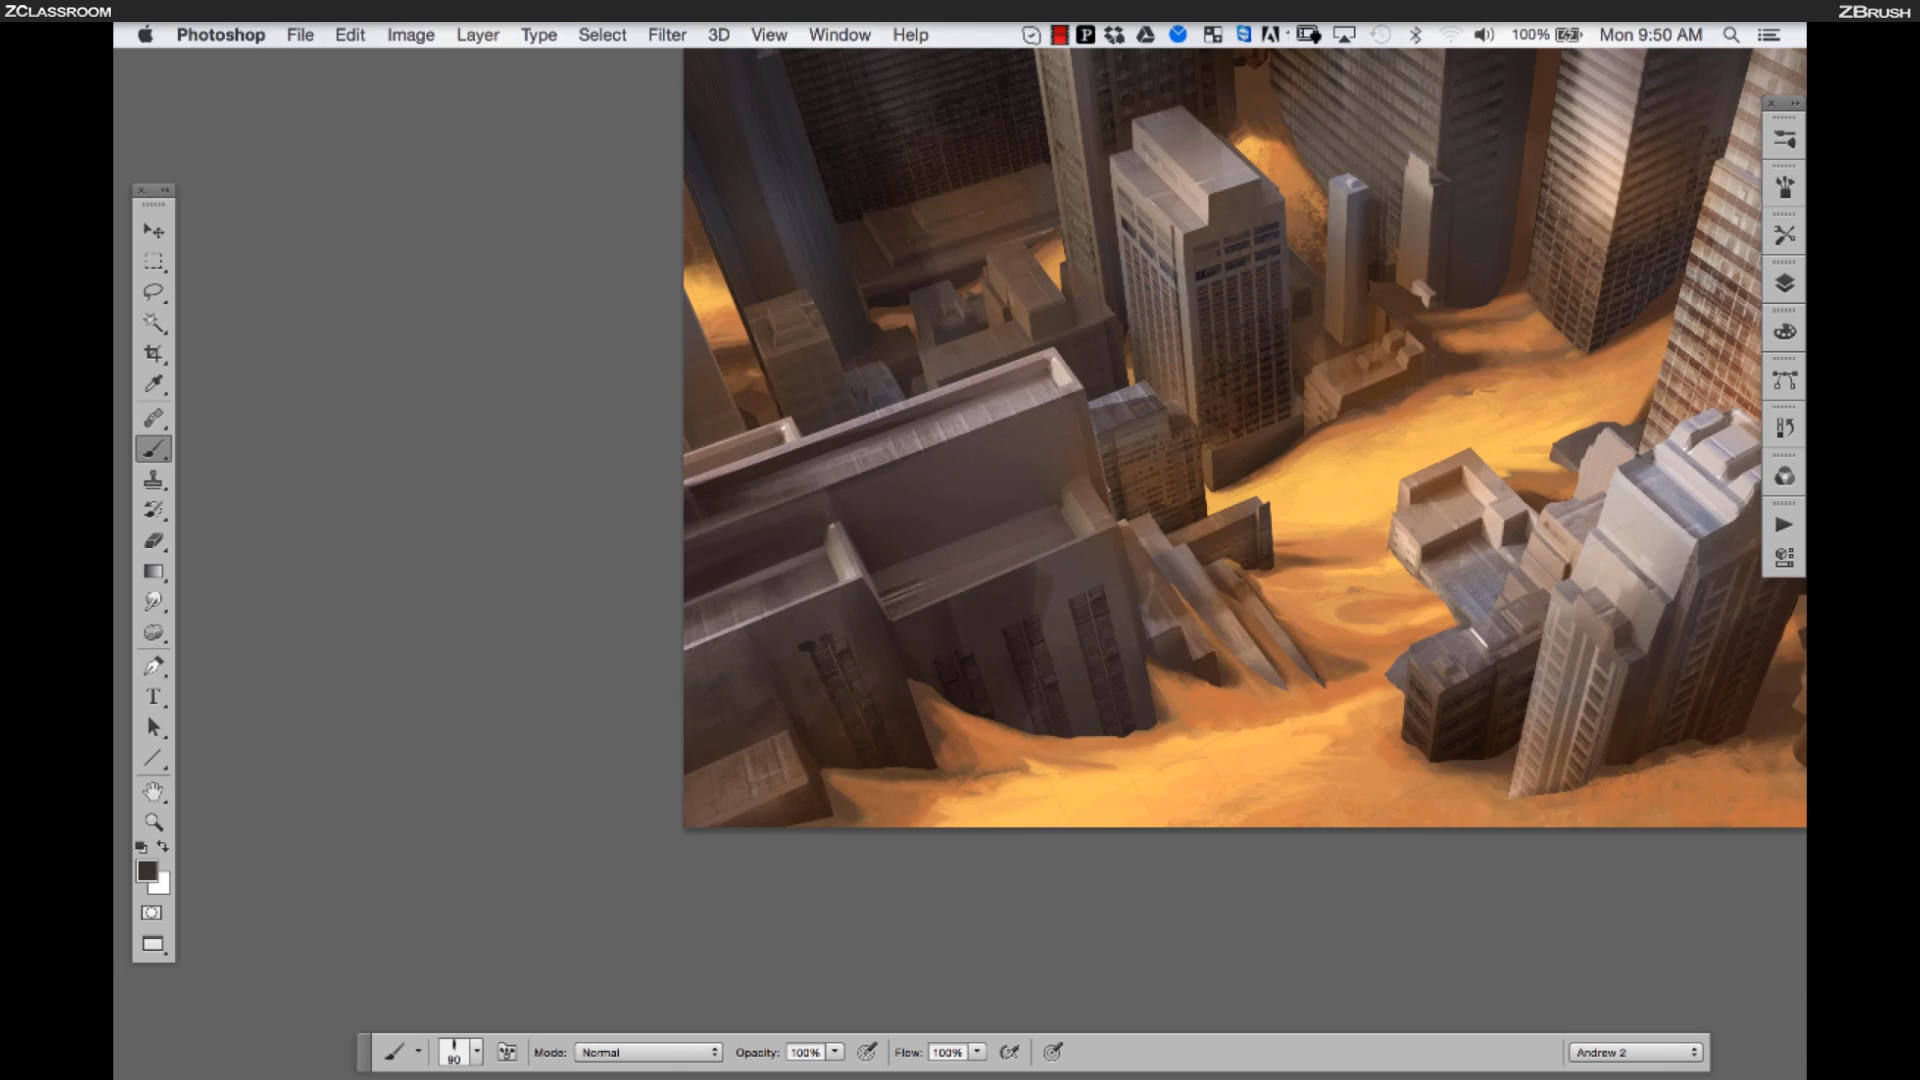 ZCLASSROOM
ZBRUSH
Photoshop File Edit Image Layer Type Select Filter 3D View Window Help 100% Mon 9:50 AM
90 Mode: Normal Opacity: 100% Flow: 100% Andrew 2